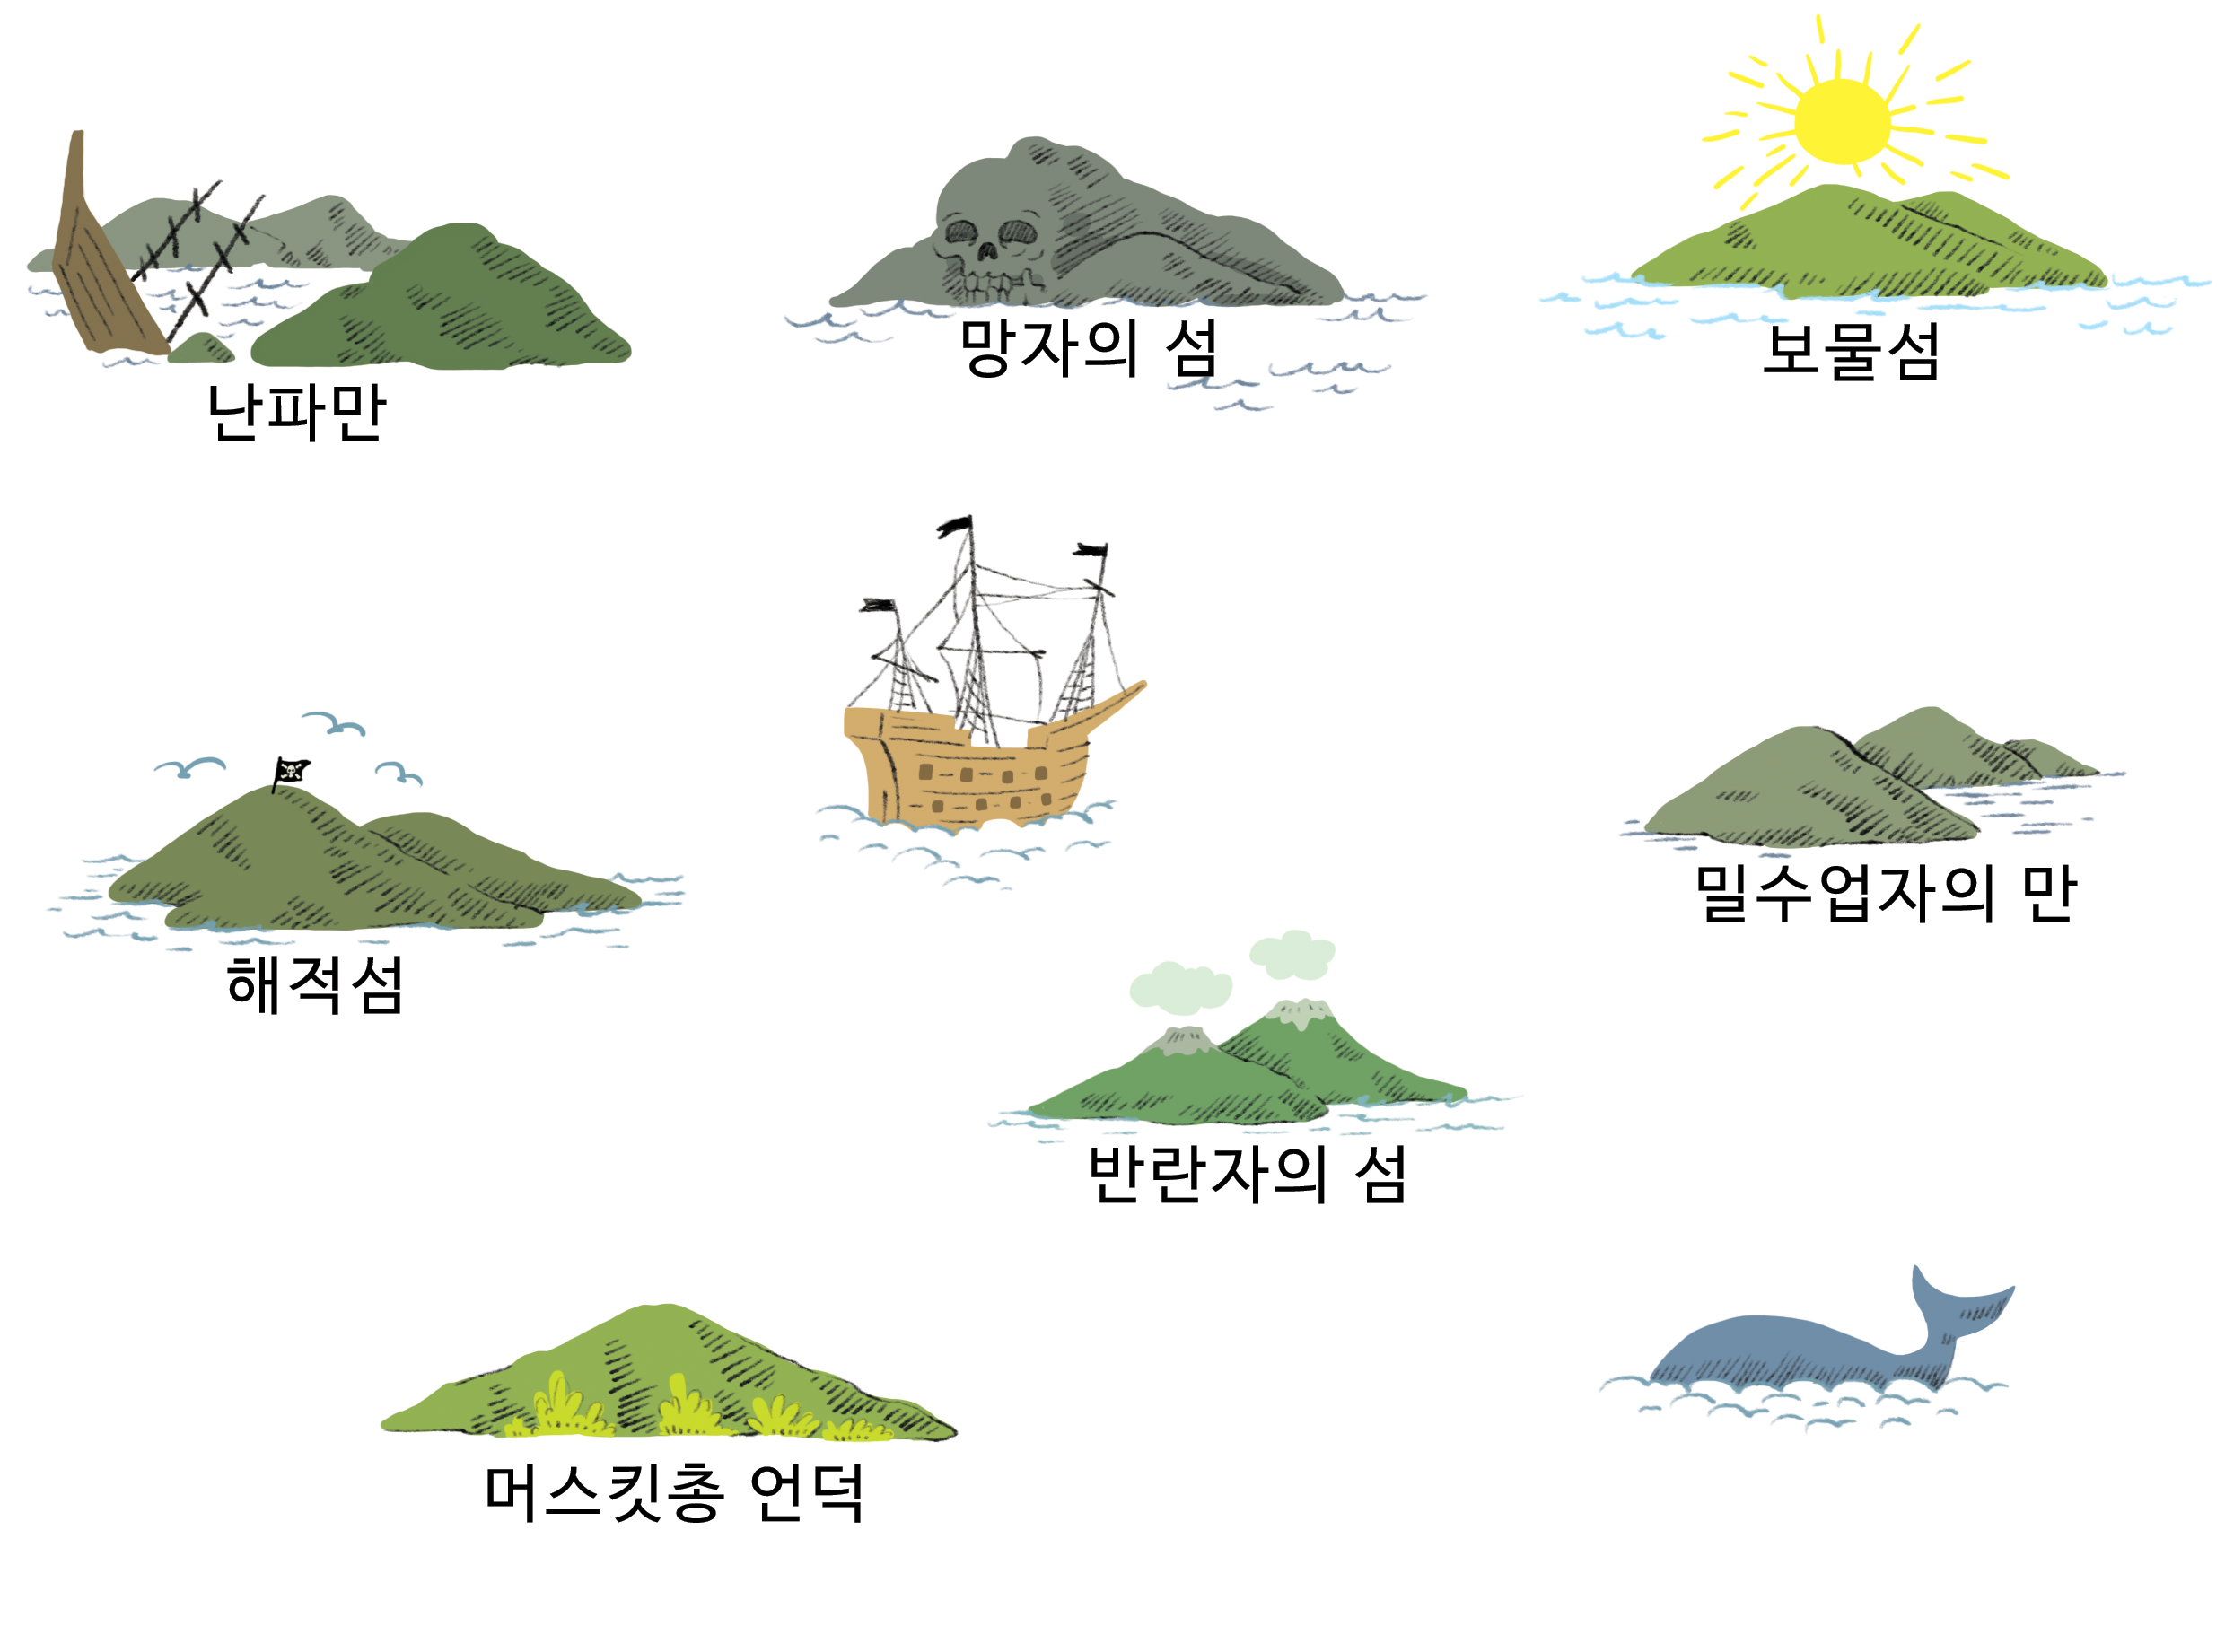 난파만
망자의 섬
보물섬
해적섬
밀수업자의 만
반란자의 섬
머스킷총 언덕